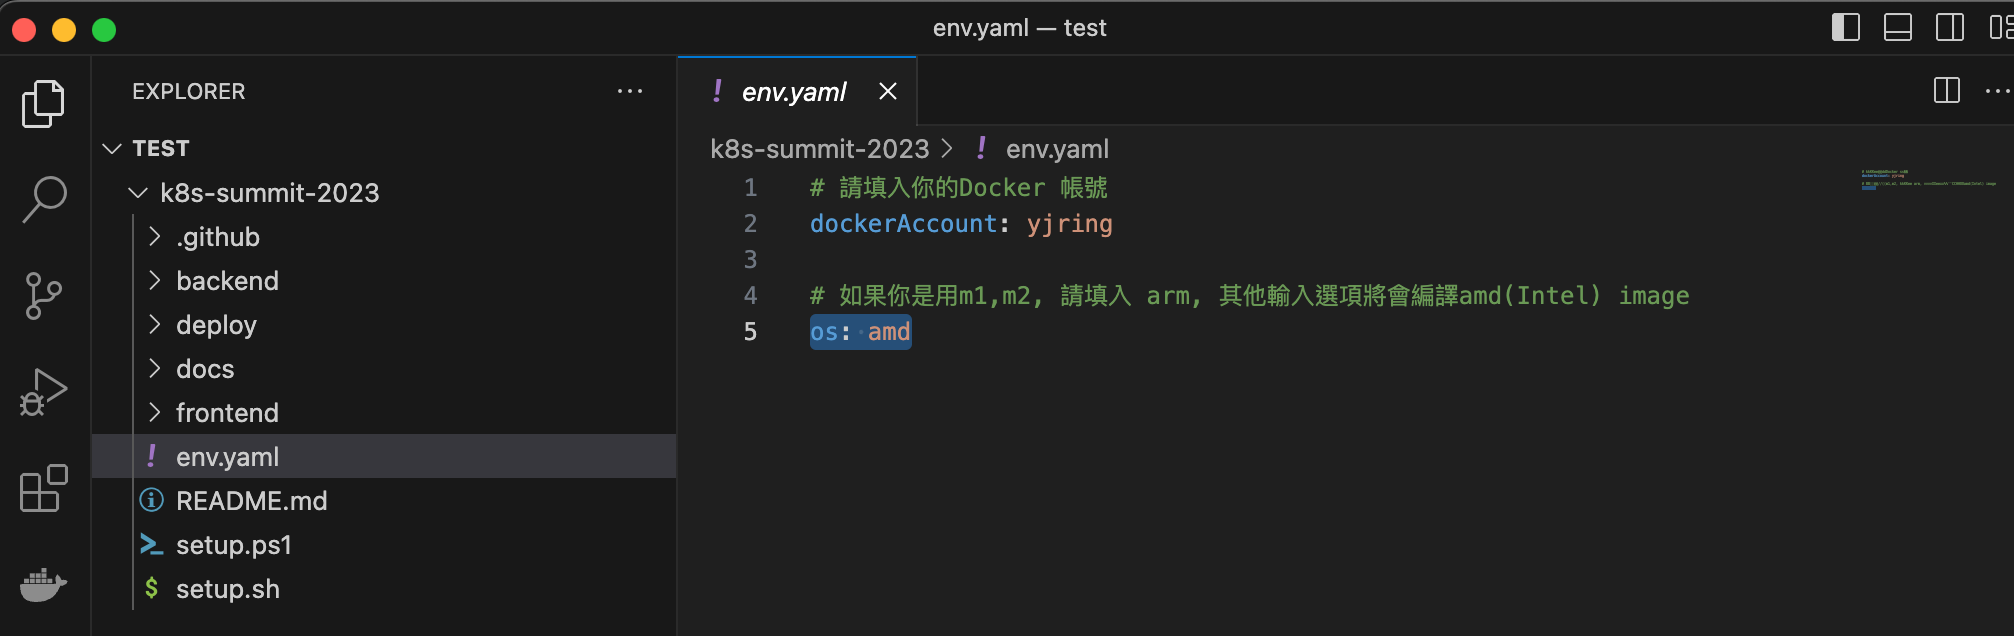 env.yaml — test
EXPLORER
TEST
k8s-summit-2023
.github
backend
deploy
docs
frontend
env.yaml
README.md
setup.ps1
setup.sh
env.yaml
k8s-summit-2023 > env.yaml
1 # 請填入你的Docker 帳號
2 dockerAccount: yjring
3
4 # 如果你是用m1,m2, 請填入 arm, 其他輸入選項將會編譯amd(Intel) image
5 os: amd